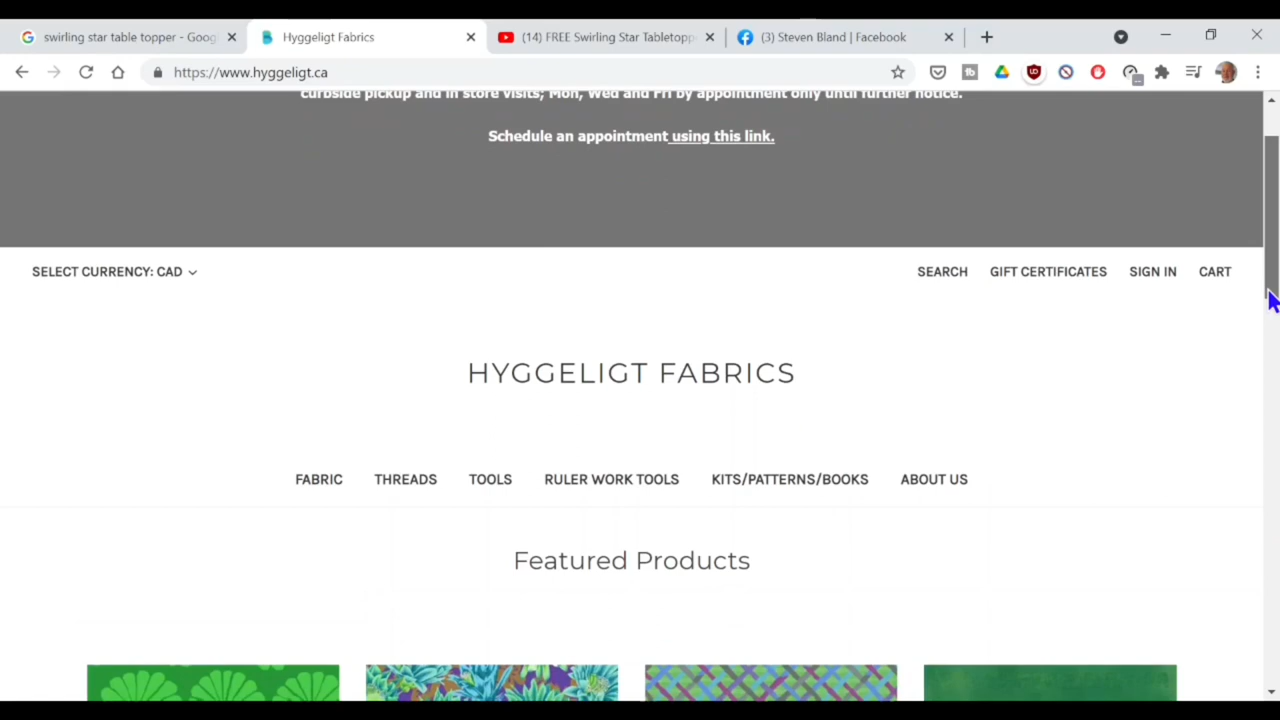 swirling star table topper - Goog
Hyggeligt Fabrics
(14) FREE Swirling Star Tabletopp
(3) Steven Bland | Facebook
https://www.hyggeligt.ca
curbside pickup and in store visits; Mon, Wed and Fri by appointment only until further notice.
Schedule an appointment using this link.
SELECT CURRENCY: CAD
SEARCH GIFT CERTIFICATES SIGN IN CART
HYGGELIGT FABRICS
FABRIC THREADS TOOLS RULER WORK TOOLS KITS/PATTERNS/BOOKS ABOUT US
Featured Products